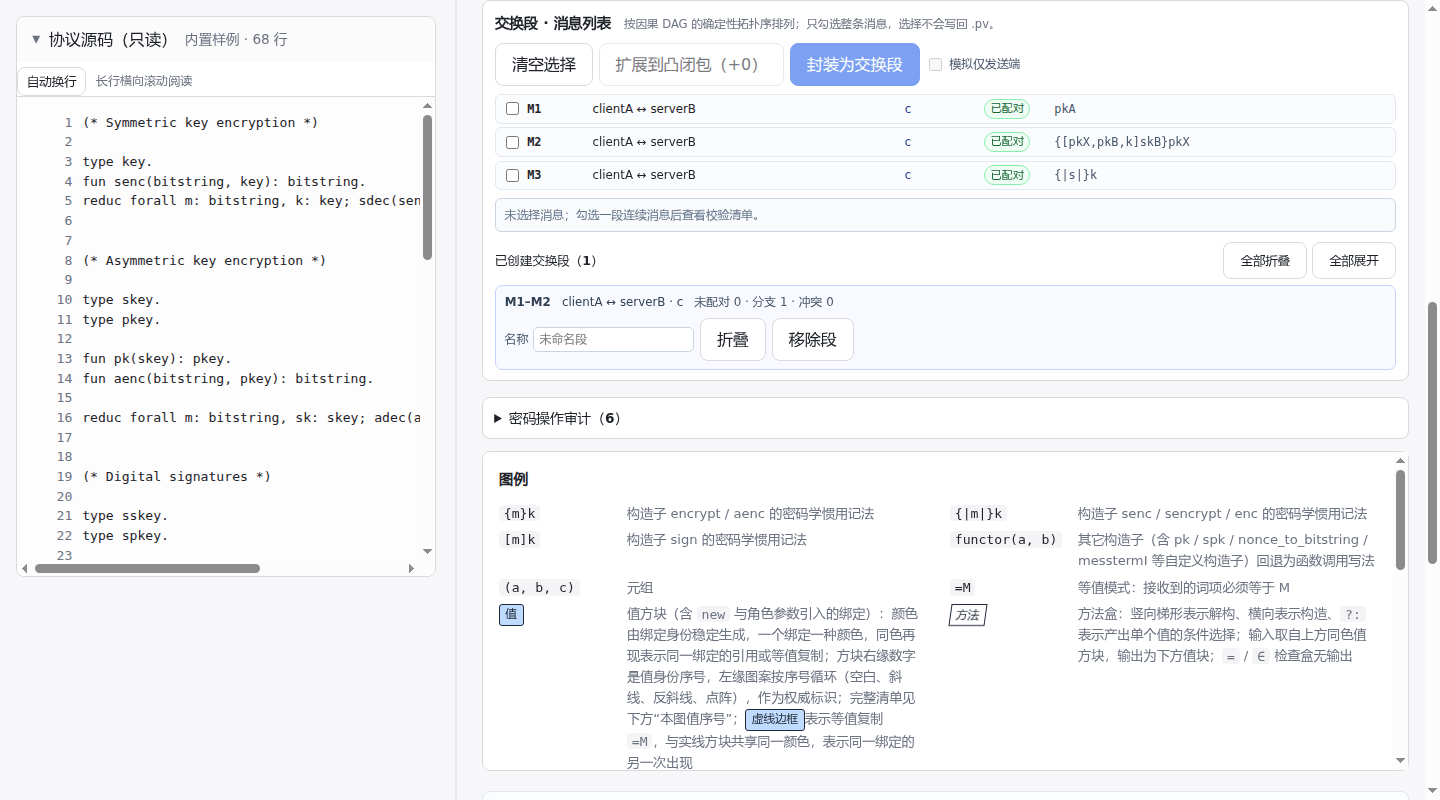 ▼ 协议源码（只读） 内置样例 · 68 行
自动换行 长行横向滚动阅读
1 (* Symmetric key encryption *)
2
3 type key.
4 fun senc(bitstring, key): bitstring.
5 reduc forall m: bitstring, k: key; sdec(sen
6
7
8 (* Asymmetric key encryption *)
9
10 type skey.
11 type pkey.
12
13 fun pk(skey): pkey.
14 fun aenc(bitstring, pkey): bitstring.
15
16 reduc forall m: bitstring, sk: skey; adec(a
17
18
19 (* Digital signatures *)
20
21 type sskey.
22 type spkey.
23
交换段 · 消息列表 按因果 DAG 的确定性拓扑序排列；只勾选整条消息，选择不会写回 .pv。
清空选择 扩展到凸闭包（+0） 封装为交换段 模拟仅发送端
M1 clientA ↔ serverB c 已配对 pkA
M2 clientA ↔ serverB c 已配对 {[pkX,pkB,k]skB}pkX
M3 clientA ↔ serverB c 已配对 {|s|}k
未选择消息；勾选一段连续消息后查看校验清单。
已创建交换段（1） 全部折叠 全部展开
M1–M2 clientA ↔ serverB · c 未配对 0 · 分支 1 · 冲突 0
名称 未命名段 折叠 移除段
▶ 密码操作审计（6）
图例
{m}k 构造子 encrypt / aenc 的密码学惯用记法
{|m|}k 构造子 senc / sencrypt / enc 的密码学惯用记法
[m]k 构造子 sign 的密码学惯用记法
functor(a, b) 其它构造子（含 pk / spk / nonce_to_bitstring /
messterml 等自定义构造子）回退为函数调用写法
(a, b, c) 元组
=M 等值模式：接收到的词项必须等于 M
值 值方块（含 new 与角色参数引入的绑定）：颜色
由绑定身份稳定生成，一个绑定一种颜色，同色再
现表示同一绑定的引用或等值复制；方块右缘数字
是值身份序号，左缘图案按序号循环（空白、斜
线、反斜线、点阵），作为权威标识；完整清单见
下方“本图值序号”；虚线边框表示等值复制
=M，与实线方块共享同一颜色，表示同一绑定的
另一次出现
方法 方法盒：竖向梯形表示解构、横向表示构造、?:
表示产出单个值的条件选择；输入取自上方同色值
方块，输出为下方值块；= / ∈ 检查盒无输出